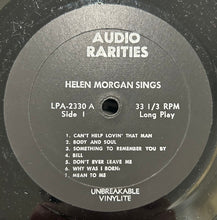 AUDIO
RARITIES
HELEN MORGAN SINGS
LPA-2330 A 33 1/3 RPM
Side 1 Long Play
1. CAN'T HELP LOVIN' THAT MAN
2. BODY AND SOUL
3. SOMETHING TO REMEMBER YOU BY
4. BILL
5. DON'T EVER LEAVE ME
6. WHY WAS I BORN?
7. MEAN TO ME
UNBREAKABLE
VINYLITE